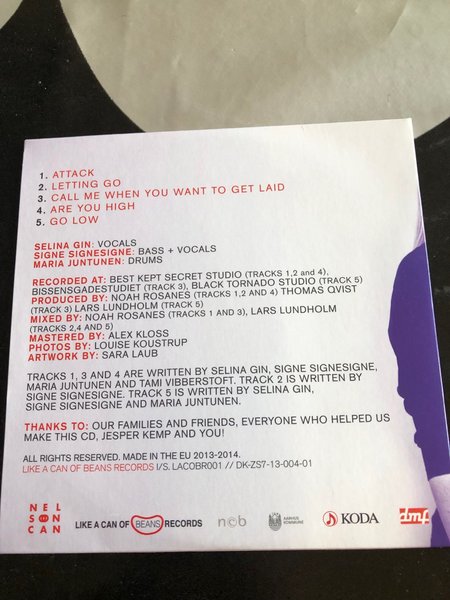 1. ATTACK
2. LETTING GO
3. CALL ME WHEN YOU WANT TO GET LAID
4. ARE YOU HIGH
5. GO LOW
SELINA GIN: VOCALS
SIGNE SIGNESIGNE: BASS + VOCALS
MARIA JUNTUNEN: DRUMS
RECORDED AT: BEST KEPT SECRET STUDIO (TRACKS 1,2 and 4),
BISSENSGADESTUDIET (TRACK 3), BLACK TORNADO STUDIO (TRACK 5)
PRODUCED BY: NOAH ROSANES (TRACKS 1,2 AND 4) THOMAS QVIST
(TRACK 3) LARS LUNDHOLM (TRACK 5)
MIXED BY: NOAH ROSANES (TRACKS 1 AND 3), LARS LUNDHOLM
(TRACKS 2,4 AND 5)
MASTERED BY: ALEX KLOSS
PHOTOS BY: LOUISE KOUSTRUP
ARTWORK BY: SARA LAUB
TRACKS 1, 3 AND 4 ARE WRITTEN BY SELINA GIN, SIGNE SIGNESIGNE,
MARIA JUNTUNEN AND TAMI VIBBERSTOFT. TRACK 2 IS WRITTEN BY
SIGNE SIGNESIGNE. TRACK 5 IS WRITTEN BY SELINA GIN,
SIGNE SIGNESIGNE AND MARIA JUNTUNEN.
THANKS TO: OUR FAMILIES AND FRIENDS, EVERYONE WHO HELPED US
MAKE THIS CD, JESPER KEMP AND YOU!
ALL RIGHTS RESERVED. MADE IN THE EU 2013-2014.
LIKE A CAN OF BEANS RECORDS I/S. LACOBR001 // DK-ZS7-13-004-01
NEL
SON
CAN
LIKE A CAN OF BEANS RECORDS
ncb
AARHUS
KOMMUNE
KODA
dmf